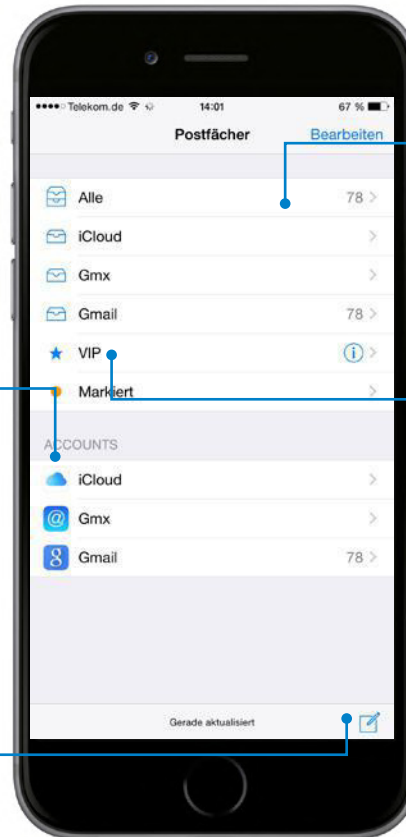 Telekom.de 14:01 67 %
Postfächer Bearbeiten
Alle 78
iCloud
Gmx
Gmail 78
VIP
Markiert
ACCOUNTS
iCloud
@ Gmx
8 Gmail 78
Gerade aktualisiert